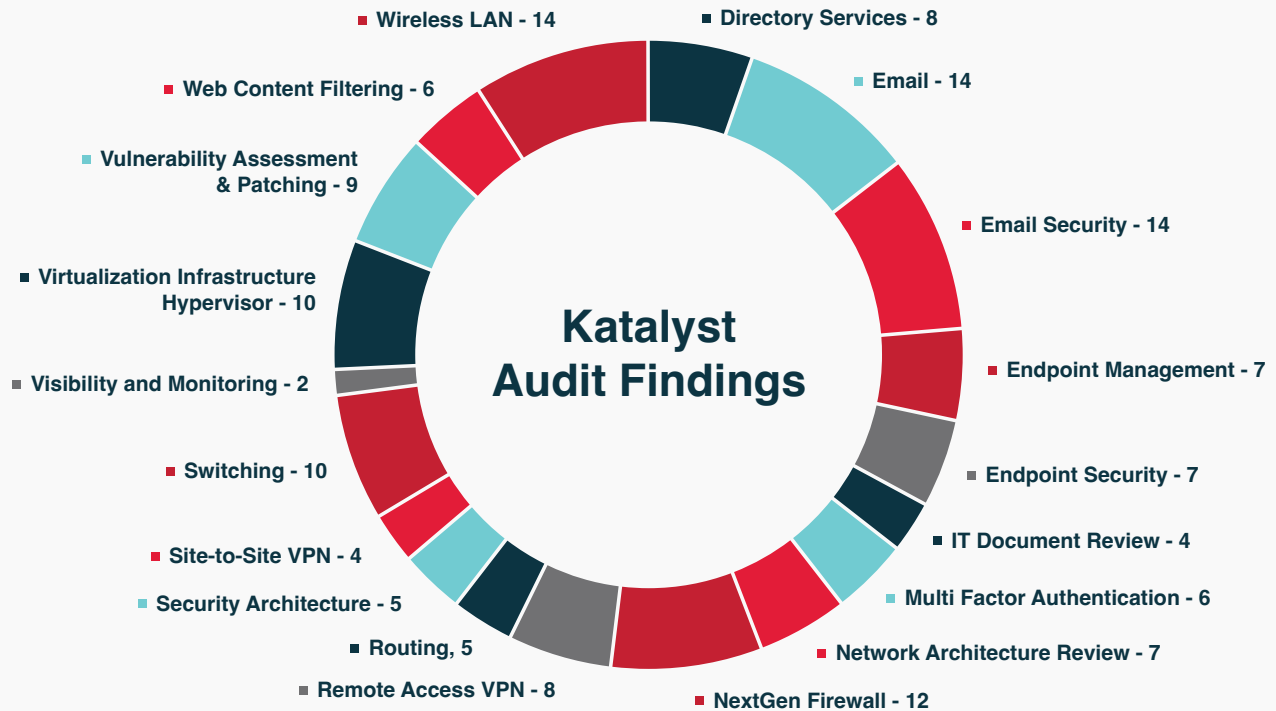 Wireless LAN - 14
Directory Services - 8
Web Content Filtering - 6
Email - 14
Vulnerability Assessment
& Patching - 9
Email Security - 14
Virtualization Infrastructure
Hypervisor - 10
Katalyst
Audit Findings
Visibility and Monitoring - 2
Endpoint Management - 7
Switching - 10
Endpoint Security - 7
Site-to-Site VPN - 4
IT Document Review - 4
Security Architecture - 5
Multi Factor Authentication - 6
Routing, 5
Network Architecture Review - 7
Remote Access VPN - 8
NextGen Firewall - 12